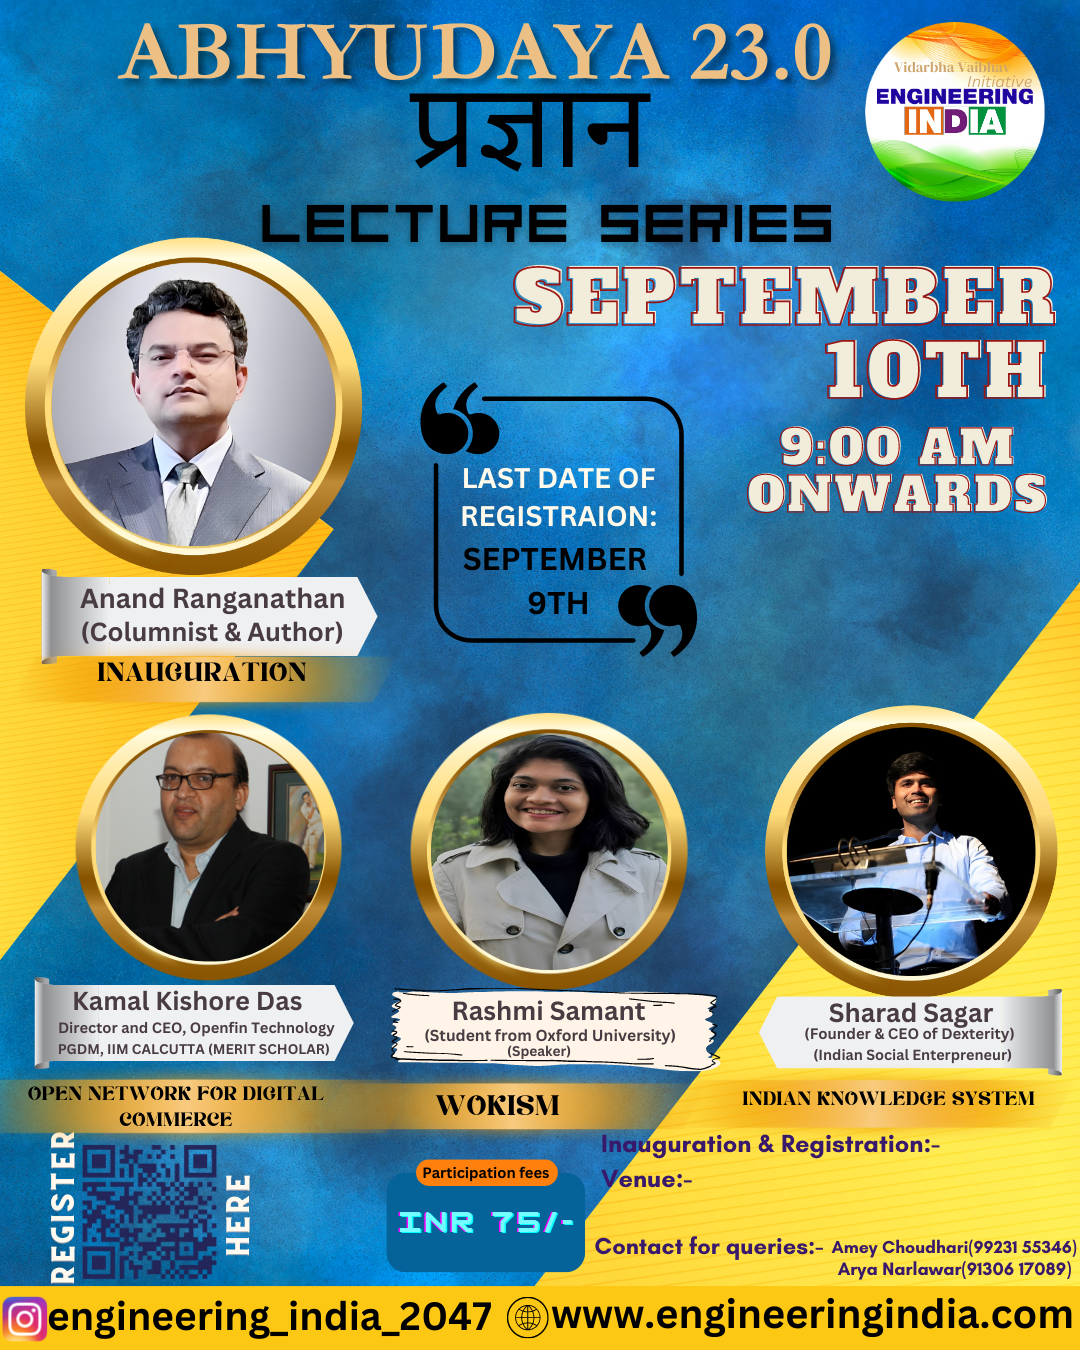 ABHYUDAYA 23.0
प्रज्ञान
LECTURE SERIES
Vidarbha Vaibhav
Initiative
ENGINEERING
INDIA
SEPTEMBER
10TH
9:00 AM
ONWARDS
LAST DATE OF
REGISTRAION:
SEPTEMBER
9TH
Anand Ranganathan
(Columnist & Author)
INAUGURATION
Kamal Kishore Das
Director and CEO, Openfin Technology
PGDM, IIM CALCUTTA (MERIT SCHOLAR)
OPEN NETWORK FOR DIGITAL
COMMERCE
Rashmi Samant
(Student from Oxford University)
(Speaker)
WOKISM
Sharad Sagar
(Founder & CEO of Dexterity)
(Indian Social Enterpreneur)
INDIAN KNOWLEDGE SYSTEM
REGISTER
HERE
Participation fees
INR 75/-
Inauguration & Registration:-
Venue:-
Contact for queries:- Amey Choudhari(99231 55346)
Arya Narlawar(91306 17089)
engineering_india_2047
www.engineeringindia.com